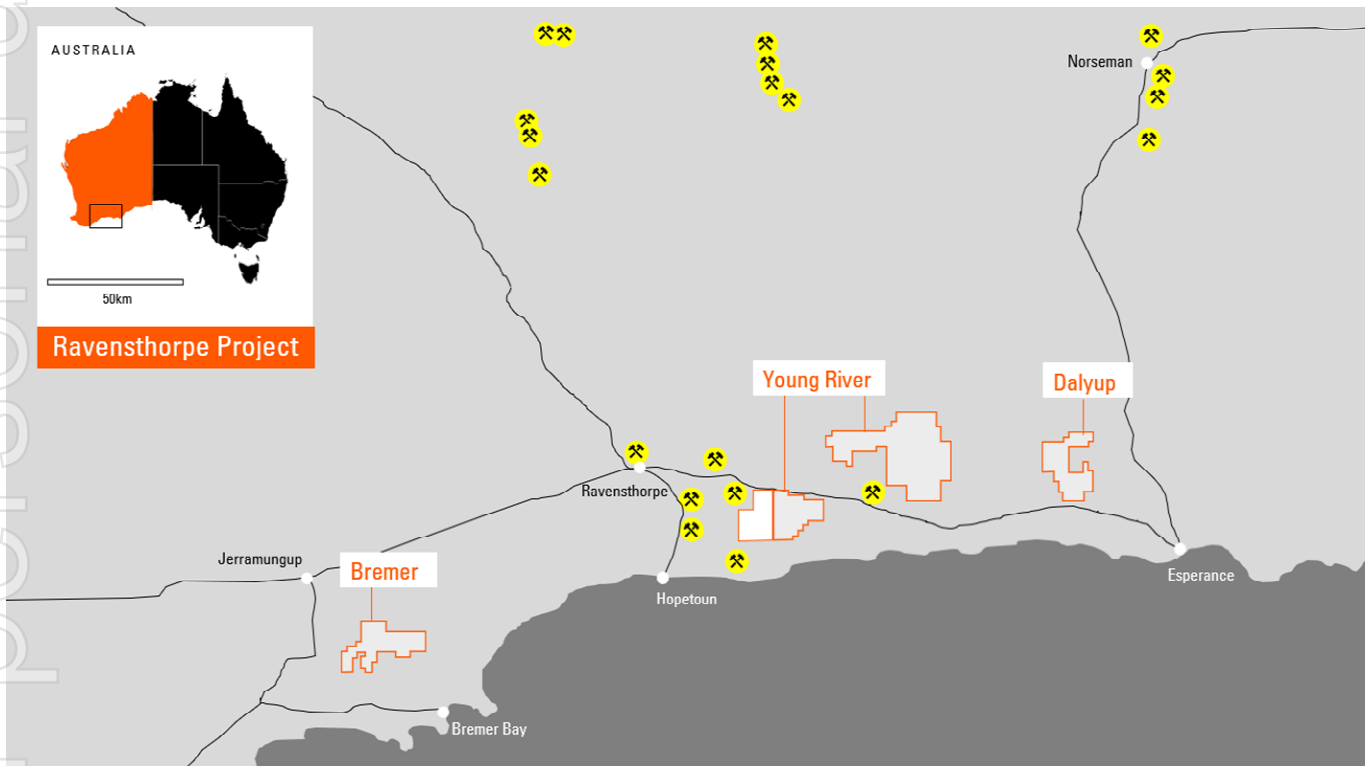 AUSTRALIA
50km
Ravensthorpe Project
Norseman
Young River
Dalyup
Ravensthorpe
Jerramungup
Bremer
Hopetoun
Esperance
Bremer Bay